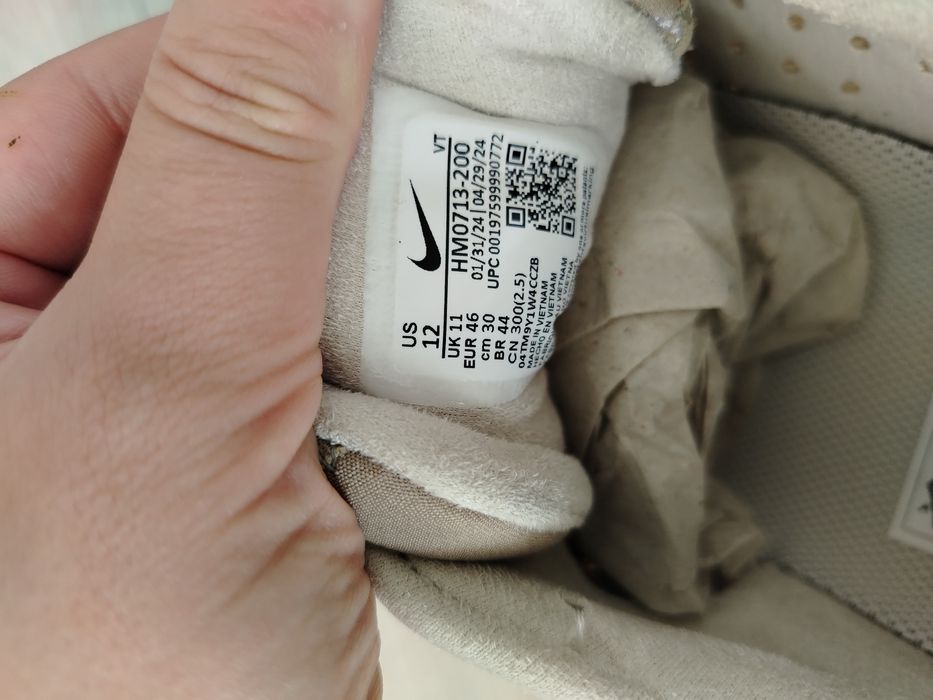 VT
HM0713-200
01/31/24 | 04/29/24
UPC 00197599990772
US
12
UK 11
EUR 46
cm 30
BR 44
CN 300(2.5)
04TM9Y1W4CCZB
MADE IN VIETNAM
HECHO EN VIETNAM